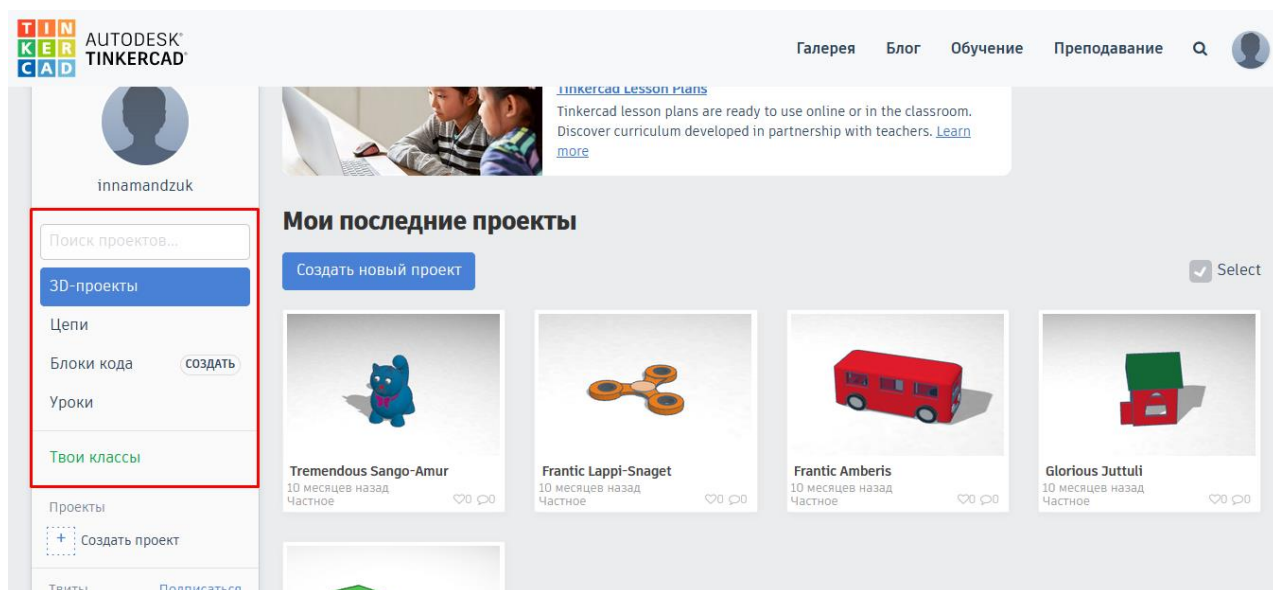 TIN
KER
CAD
AUTODESK®
TINKERCAD®
Галерея
Блог
Обучение
Преподавание
innamandzuk
Поиск проектов...
3D-проекты
Цепи
Блоки кода
СОЗДАТЬ
Уроки
Твои классы
Проекты
+ Создать проект
Твиты
Подписаться
Tinkercad Lesson Plans
Tinkercad lesson plans are ready to use online or in the classroom.
Discover curriculum developed in partnership with teachers. Learn
more
Мои последние проекты
Создать новый проект
Select
Tremendous Sango-Amur
10 месяцев назад
Частное
0 0
Frantic Lappi-Snaget
10 месяцев назад
Частное
0 0
Frantic Amberis
10 месяцев назад
Частное
0 0
Glorious Juttuli
10 месяцев назад
Частное
0 0